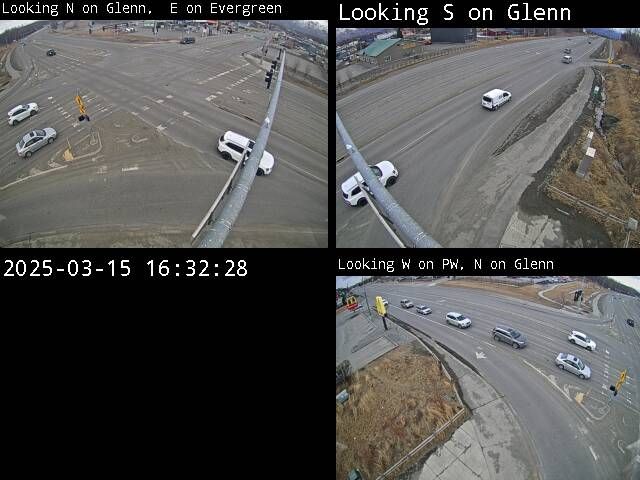 Looking N on Glenn,  E on Evergreen
Looking S on Glenn
2025-03-15 16:32:28
Looking W on PW, N on Glenn